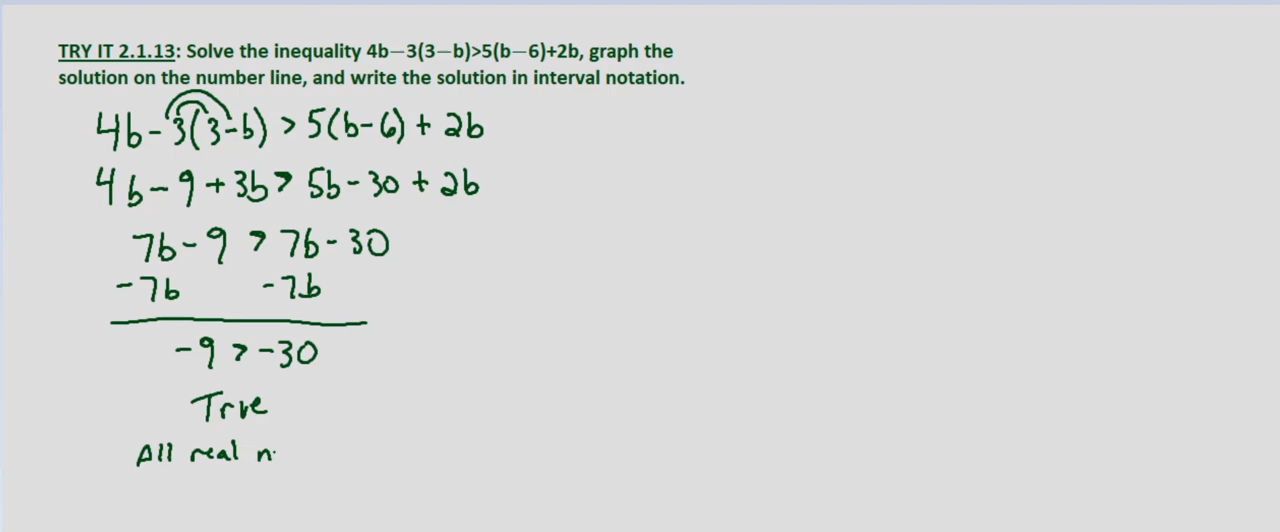 TRY IT 2.1.13: Solve the inequality 4b−3(3−b)>5(b−6)+2b, graph the
solution on the number line, and write the solution in interval notation.
4b - 3(3-b) > 5(b-6) + 2b
4b - 9 + 3b > 5b - 30 + 2b
7b - 9 > 7b - 30
-7b -7b
-9 > -30
True
All real n